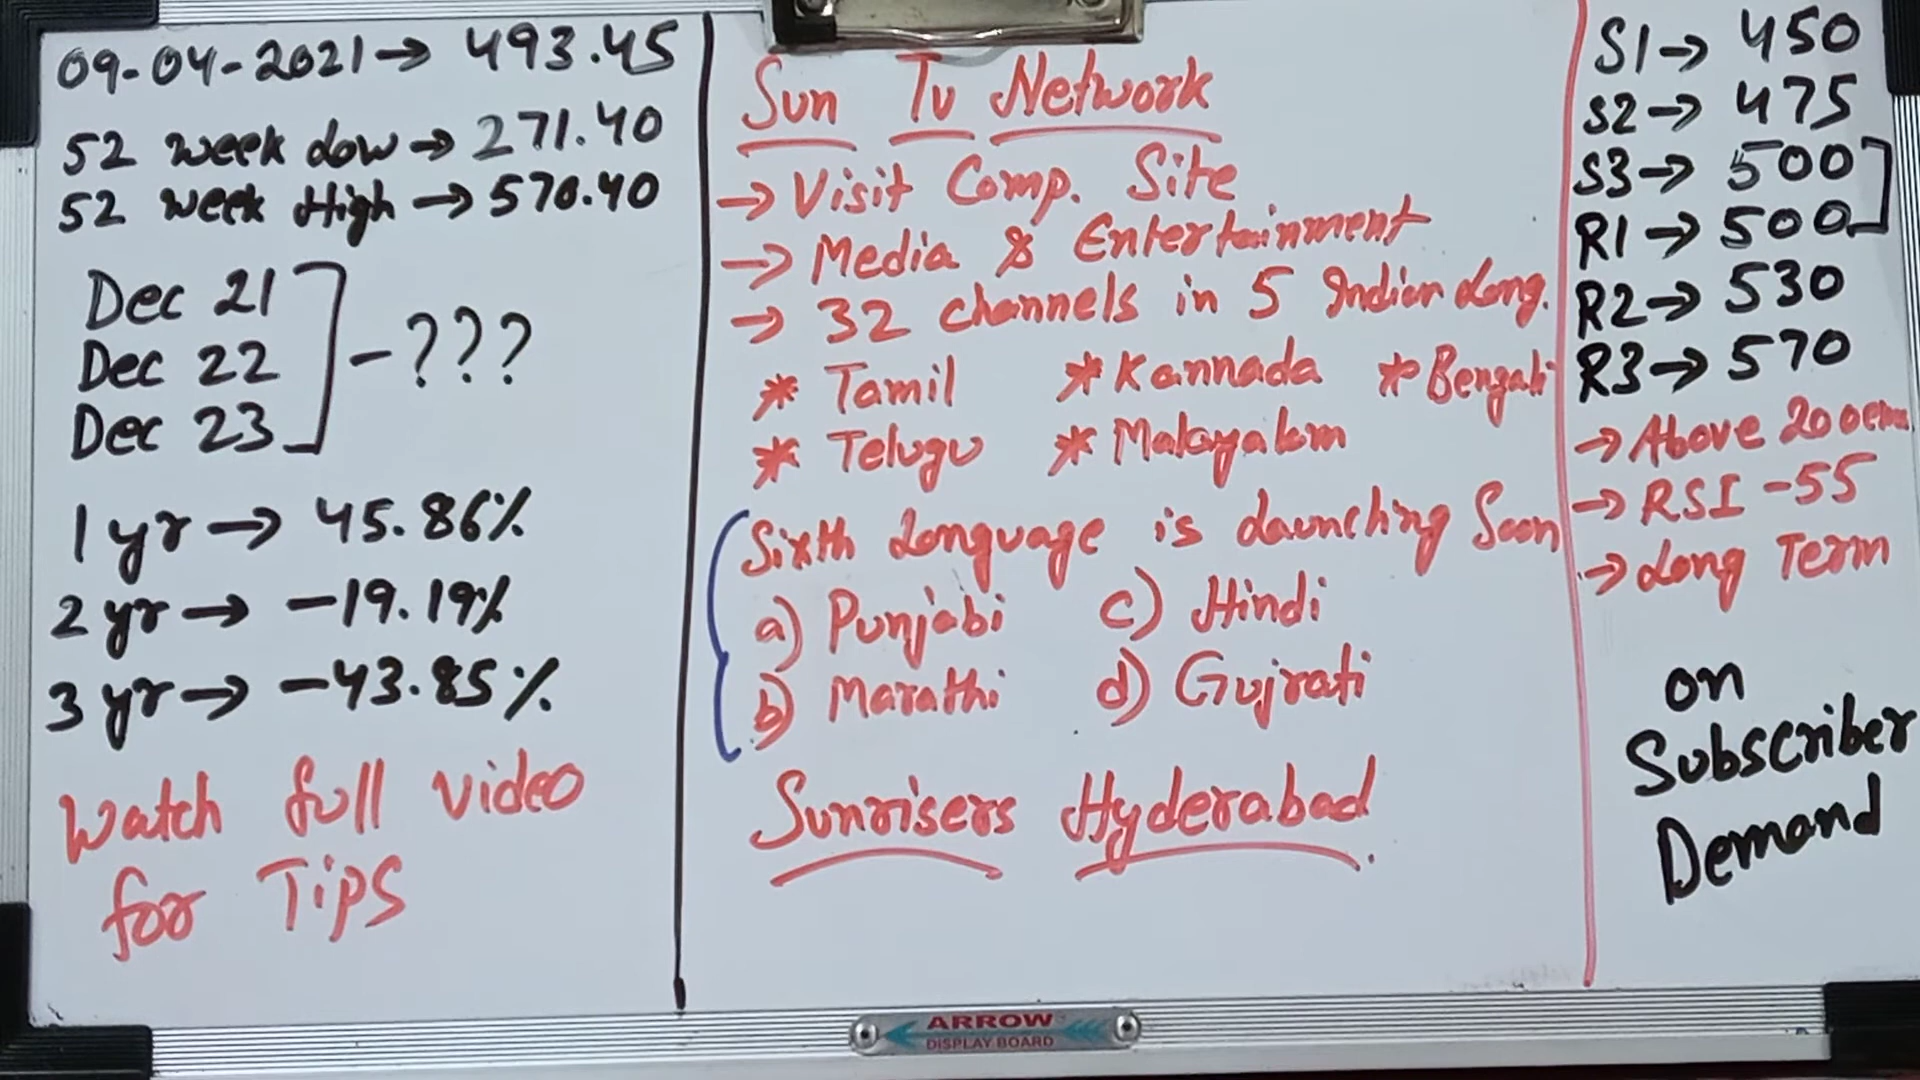 09-04-2021→ 493.45
52 week Low → 271.40
52 week High → 570.40
Dec 21
Dec 22
Dec 23
- ???
1 yr → 45.86%
2 yr → -19.19%
3 yr → -43.85%
Watch full video
for Tips
Sun Tv Network
→ Visit Comp. Site
→ Media & Entertainment
→ 32 channels in 5 Indian Lang.
* Tamil * Kannada * Bengali
* Telugu * Malayalam
Sixth Language is Launching Soon
a) Punjabi c) Hindi
b) Marathi d) Gujrati
Sunrisers Hyderabad
S1→ 450
S2→ 475
S3→ 500
R1→ 500
R2→ 530
R3→ 570
→ Above 200 ema
→ RSI -55
→ Long Term
on
Subscriber
Demand
ARROW
DISPLAY BOARD